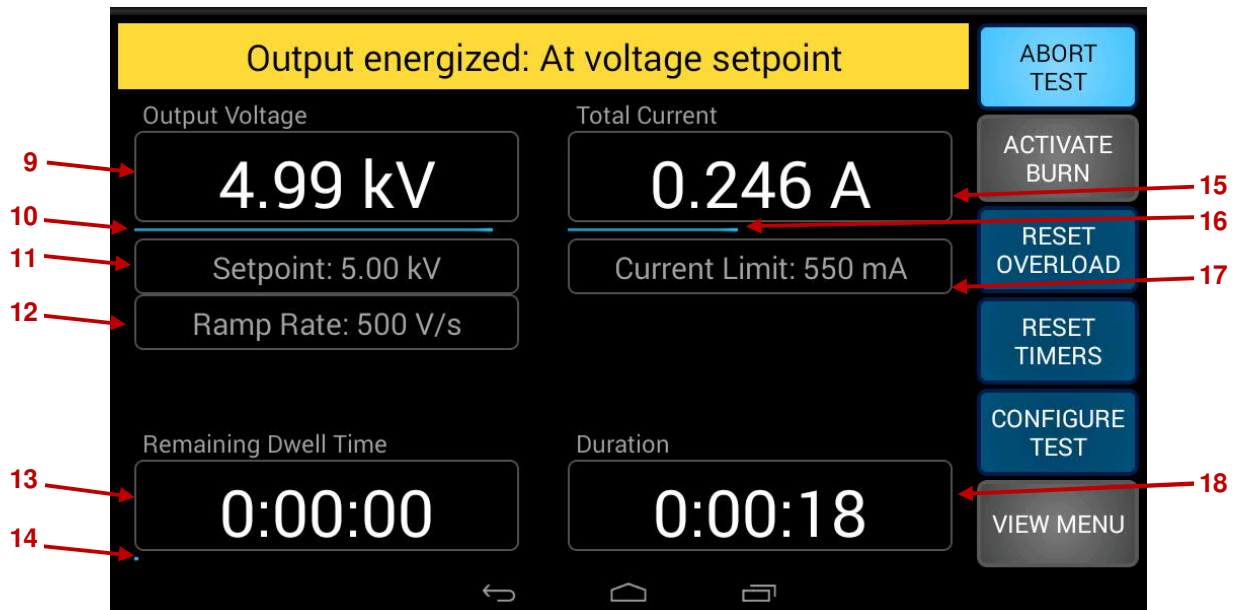 Output energized: At voltage setpoint
ABORT
TEST
Output Voltage
Total Current
ACTIVATE
BURN
9
4.99 kV
0.246 A
15
10
16
RESET
OVERLOAD
11
Setpoint: 5.00 kV
Current Limit: 550 mA
17
12
Ramp Rate: 500 V/s
RESET
TIMERS
CONFIGURE
TEST
Remaining Dwell Time
Duration
13
0:00:00
0:00:18
18
14
VIEW MENU